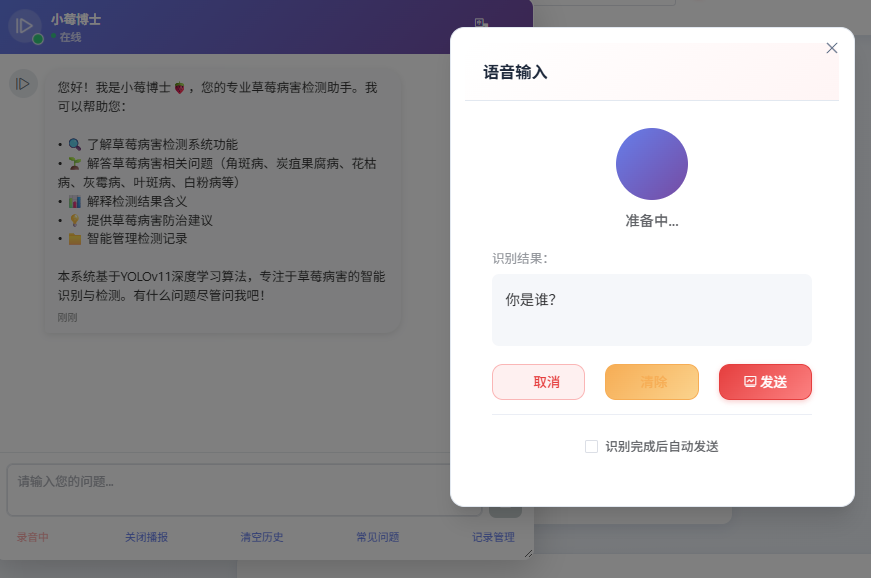 小莓博士
在线
您好！我是小莓博士🍓，您的专业草莓病害检测助手。我
可以帮助您：
• 🔍 了解草莓病害检测系统功能
• 🌱 解答草莓病害相关问题（角斑病、炭疽果腐病、花枯
病、灰霉病、叶斑病、白粉病等）
• 📊 解释检测结果含义
• 💡 提供草莓病害防治建议
• 📁 智能管理检测记录
本系统基于YOLOv11深度学习算法，专注于草莓病害的智能
识别与检测。有什么问题尽管问我吧！
刚刚
请输入您的问题...
录音中 关闭播报 清空历史 常见问题 记录管理
语音输入
准备中...
识别结果：
你是谁？
取消 清除 发送
识别完成后自动发送